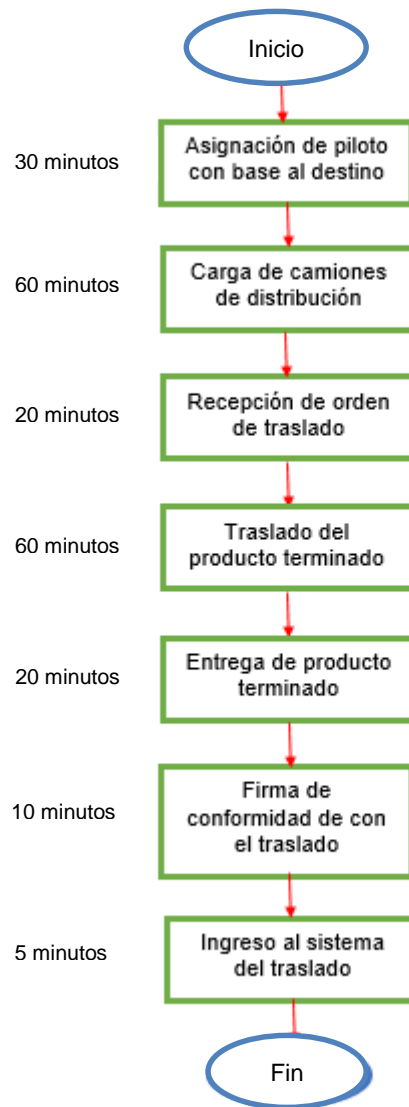 Inicio
30 minutos
Asignación de piloto
con base al destino
60 minutos
Carga de camiones
de distribución
20 minutos
Recepción de orden
de traslado
60 minutos
Traslado del
producto terminado
20 minutos
Entrega de producto
terminado
10 minutos
Firma de
conformidad de con
el traslado
5 minutos
Ingreso al sistema
del traslado
Fin